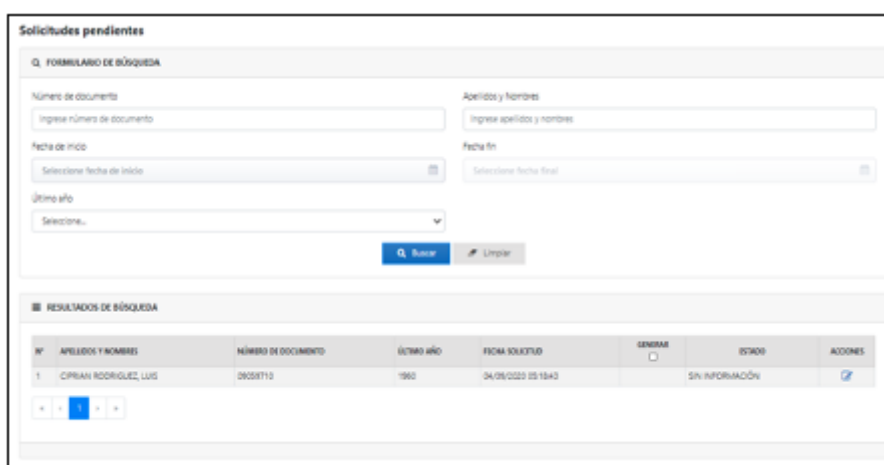 Solicitudes pendientes
FORMULARIO DE BÚSQUEDA
Número de documento Apellidos y Nombres
Ingrese número de documento Ingrese apellidos y nombres
Fecha de inicio Fecha fin
Seleccione fecha de inicio Seleccione fecha final
Último año
Seleccione...
Buscar Limpiar
RESULTADOS DE BÚSQUEDA
N° APELLIDOS Y NOMBRES NÚMERO DE DOCUMENTO ÚLTIMO AÑO FECHA SOLICITUD GENERAR ESTADO ACCIONES
1 CIPRIAN RODRIGUEZ, LUIS 1960 SIN INFORMACIÓN
« ‹ 1 › »